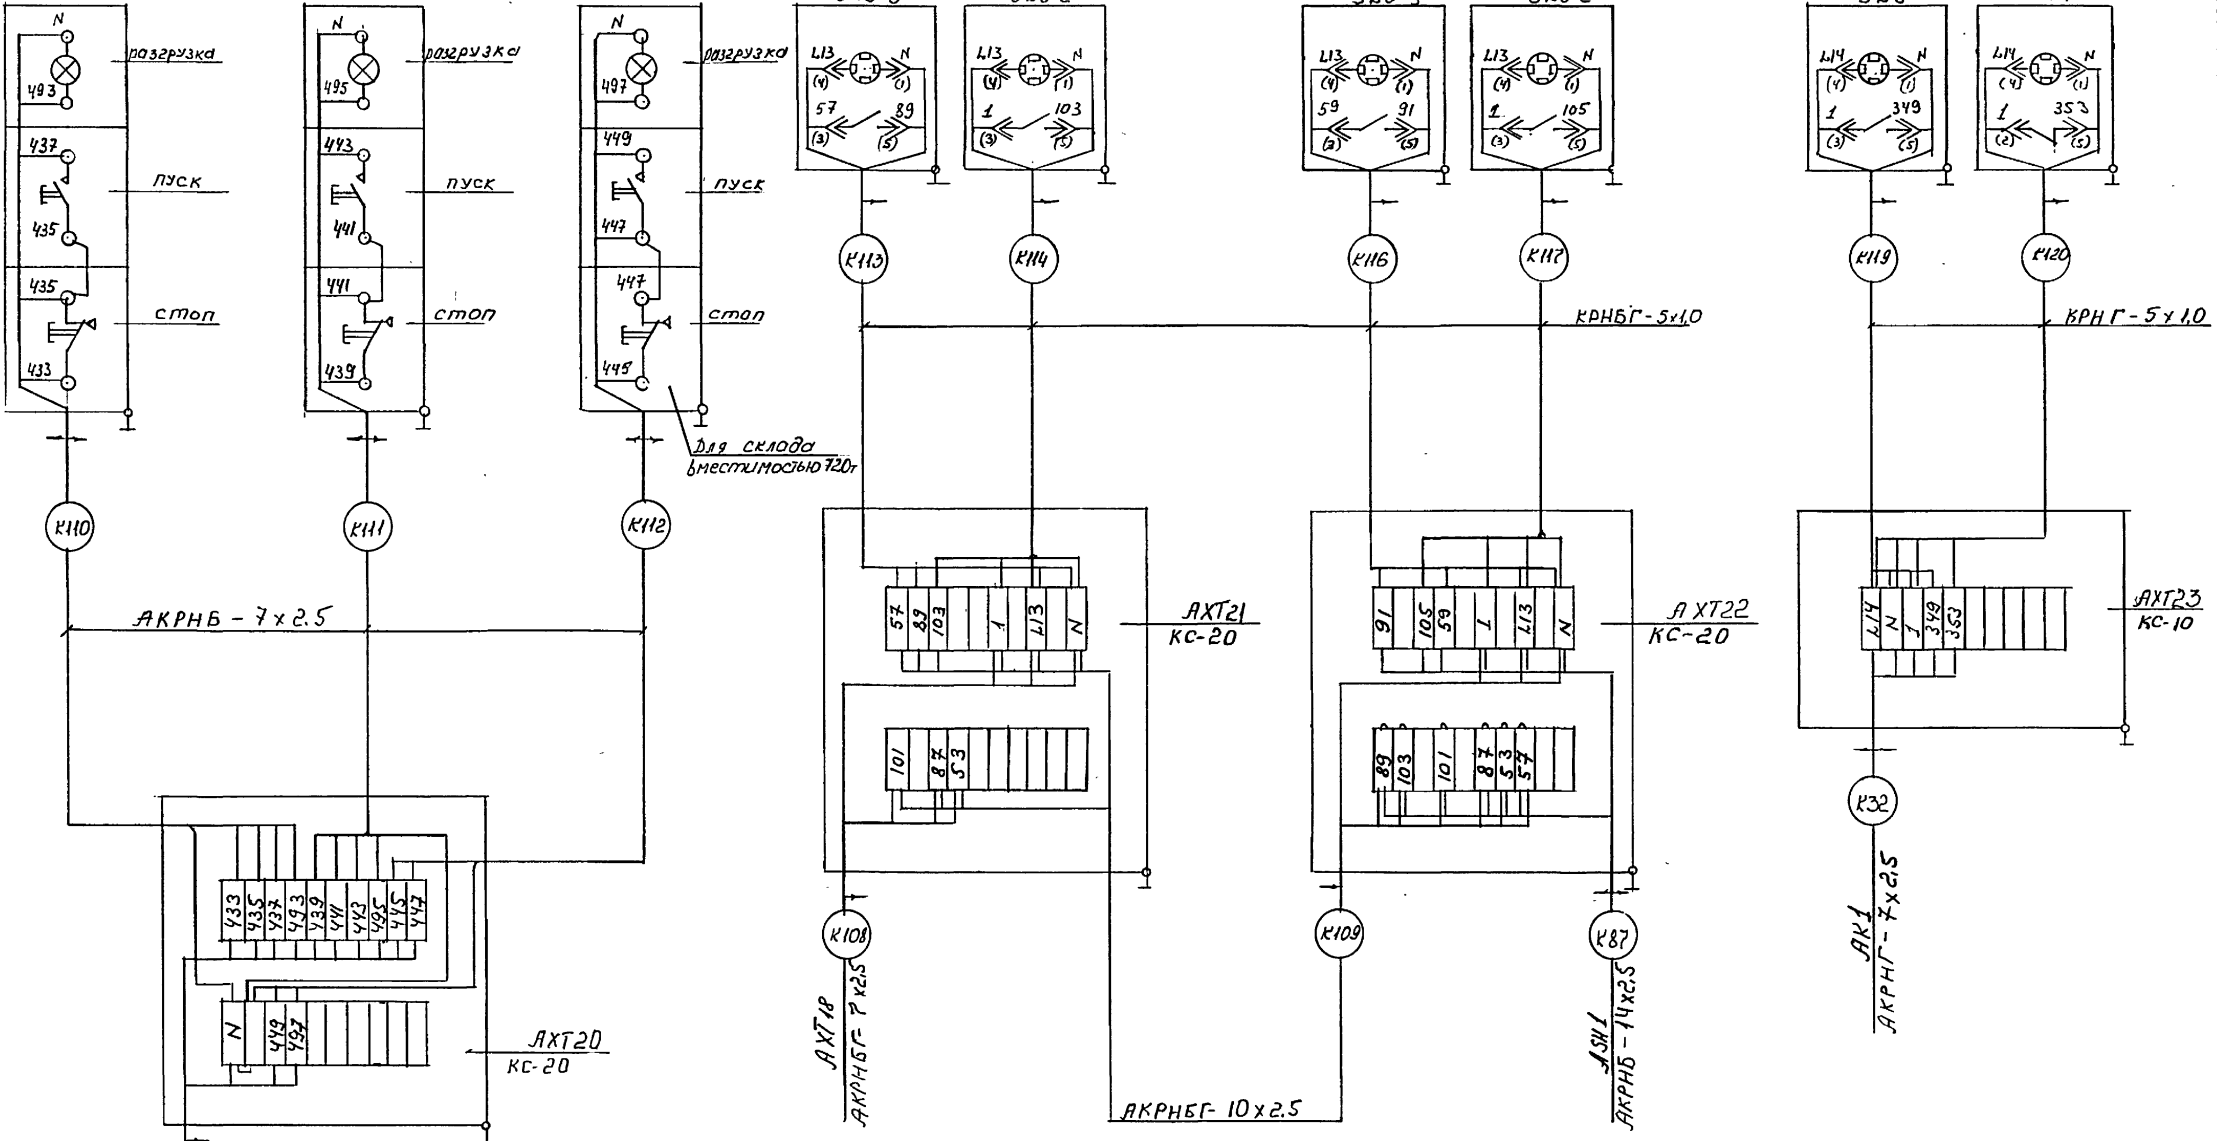 N
разгрузка
493
437
пуск
435
435
стоп
433
N
разгрузка
495
443
пуск
441
441
стоп
439
N
разгрузка
497
449
пуск
447
447
стоп
445
Для склада
вместимостью 720т
L13 N
(4) (1)
57 89
(3) (5)
L13 N
(4) (1)
1 103
(3) (5)
L13 N
(4) (1)
59 91
(3) (5)
L13 N
(4) (1)
1 105
(3) (5)
L14 N
(4) (1)
1 349
(3) (5)
L14 N
(4) (1)
1 353
(2) (5)
К113
К114
К116
К117
К119
К120
КРНБГ-5х1,0
КРНГ-5х1,0
К110
К111
К112
АКРНБ-7х2.5
57 89 103 1 L13 N
АХТ21
КС-20
101 87 53
91 105 59 1 L13 N
АХТ22
КС-20
89 103 101 87 53 57
L14 N 1 349 353
АХТ23
КС-10
К32
АК1
АКРНГ-7х2,5
433 435 437 493 439 441 443 495 445 447
N 449 497
АХТ20
КС-20
К108
АХТ18
АКРНБГ-7х2,5
К109
АКРНБГ-10х2.5
К87
ASH1
АКРНБ-14х2,5